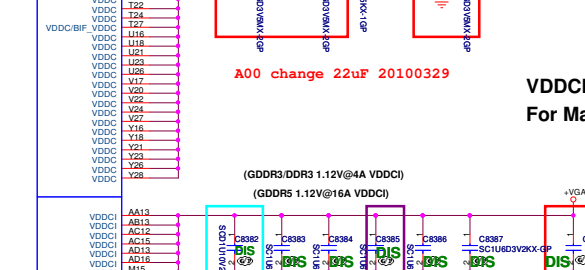 VDDC T22
VDDC T24
VDDC/BIF_VDDC T27
VDDC U16
VDDC U18
VDDC U21
VDDC U23
VDDC U26
VDDC V17
VDDC V20
VDDC V22
VDDC V24
VDDC V27
VDDC Y16
VDDC Y18
VDDC Y21
VDDC Y23
VDDC Y26
VDDC Y28
A00 change 22uF 20100329
VDDCI
For Ma
(GDDR3/DDR3 1.12V@4A VDDCI)
(GDDR5 1.12V@16A VDDCI)
+VGA
VDDCI AA13
VDDCI AB13
VDDCI AC12
VDDCI AC15
VDDCI AD13
VDDCI AD16
M15
C8382
C8383
C8384
C8385
C8386
C8387
SC1U6D3V2KX-GP
DIS
DIS
DIS
DIS
DIS
DIS